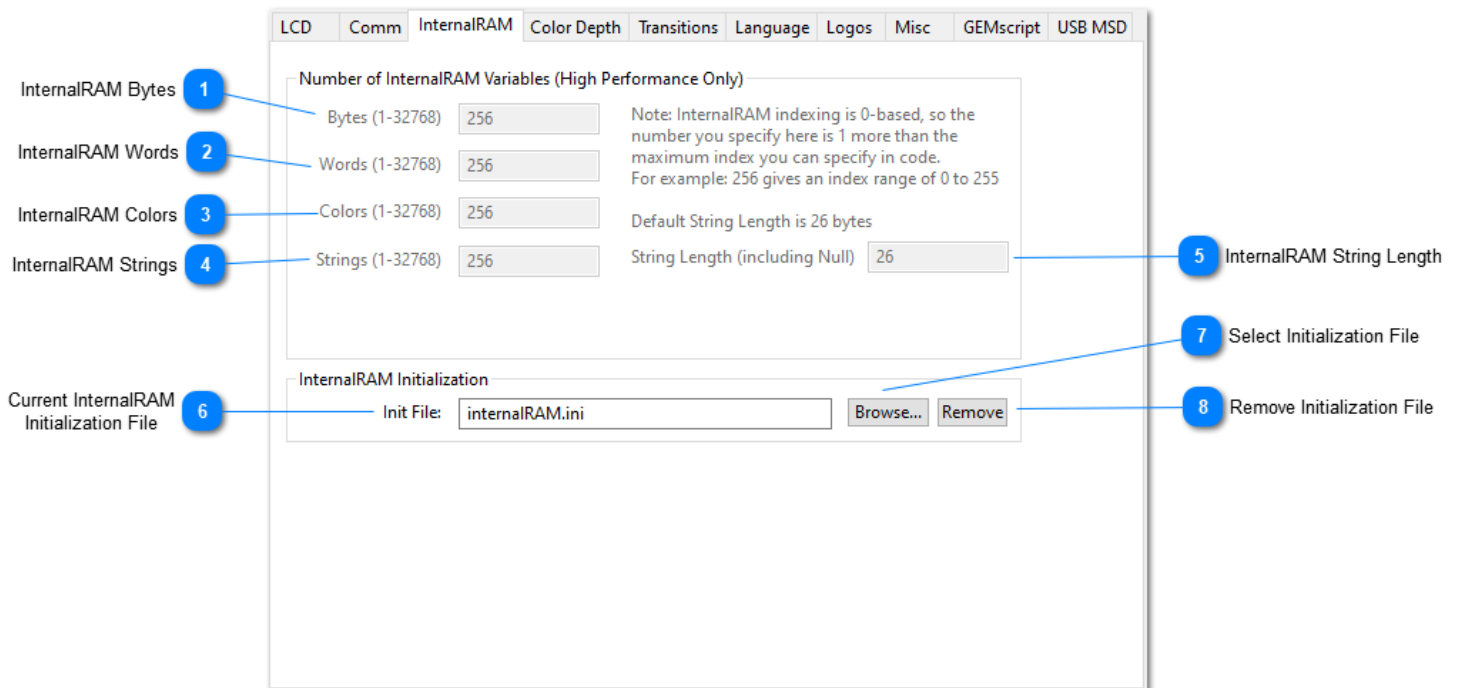 LCD Comm InternalRAM Color Depth Transitions Language Logos Misc GEMscript USB MSD
Number of InternalRAM Variables (High Performance Only)
InternalRAM Bytes 1
Bytes (1-32768) 256
Note: InternalRAM indexing is 0-based, so the
number you specify here is 1 more than the
maximum index you can specify in code.
For example: 256 gives an index range of 0 to 255
InternalRAM Words 2
Words (1-32768) 256
InternalRAM Colors 3
Colors (1-32768) 256
Default String Length is 26 bytes
InternalRAM Strings 4
Strings (1-32768) 256
String Length (including Null) 26
5 InternalRAM String Length
7 Select Initialization File
InternalRAM Initialization
Current InternalRAM
Initialization File
6
Init File: internalRAM.ini Browse... Remove
8 Remove Initialization File